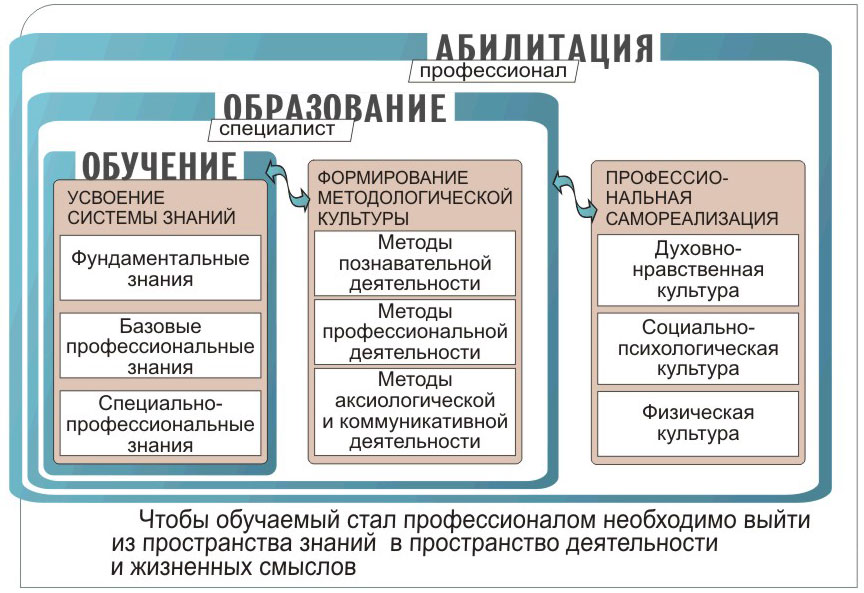 АБИЛИТАЦИЯ
профессионал
ОБРАЗОВАНИЕ
специалист
ОБУЧЕНИЕ
УСВОЕНИЕ
СИСТЕМЫ ЗНАНИЙ
Фундаментальные
знания
Базовые
профессиональные
знания
Специально-
профессиональные
знания
ФОРМИРОВАНИЕ
МЕТОДОЛОГИЧЕСКОЙ
КУЛЬТУРЫ
Методы
познавательной
деятельности
Методы
профессиональной
деятельности
Методы
аксиологической
и коммуникативной
деятельности
ПРОФЕССИО-
НАЛЬНАЯ
САМОРЕАЛИЗАЦИЯ
Духовно-
нравственная
культура
Социально-
психологическая
культура
Физическая
культура
Чтобы обучаемый стал профессионалом необходимо выйти
из пространства знаний в пространство деятельности
и жизненных смыслов